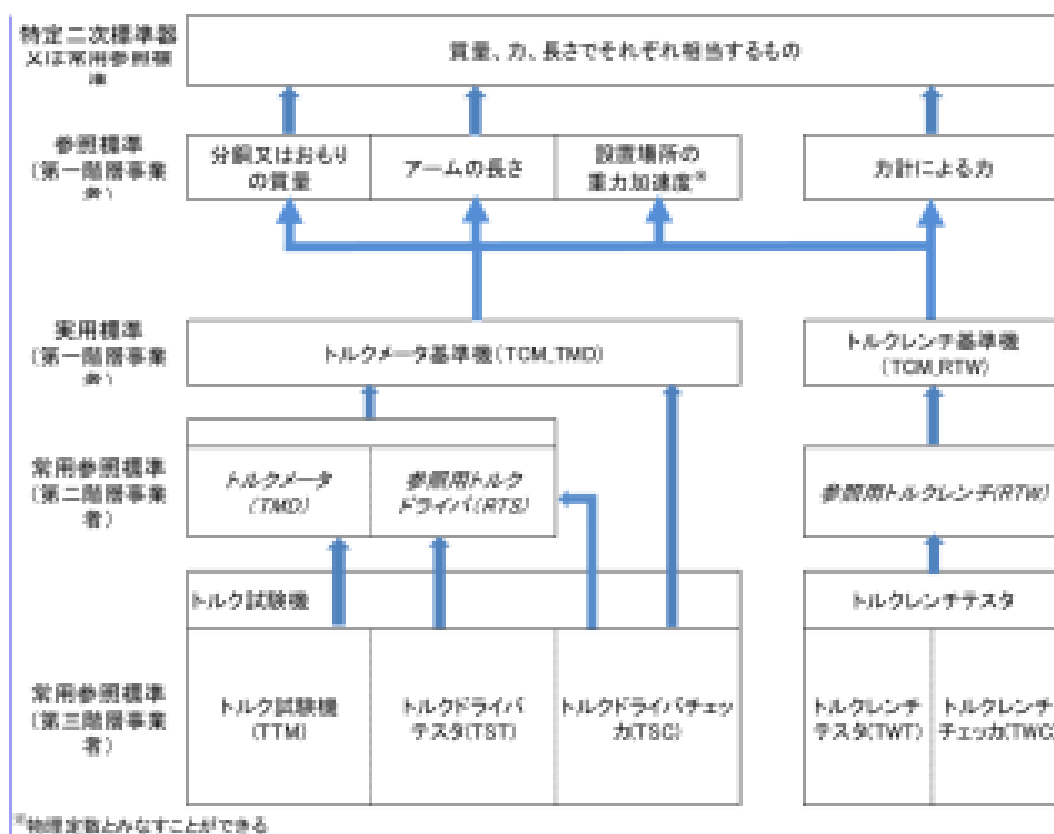 特定二次標準器
又は常用参照標
準
質量、力、長さでそれぞれ相当するもの
参照標準
(第一階層事業
者)
分銅又はおもり
の質量
アームの長さ
設置場所の
重力加速度※
力計による力
実用標準
(第一階層事業
者)
トルクメータ基準機(TCM_TMD)
トルクレンチ基準機
(TCM_RTW)
常用参照標準
(第二階層事業
者)
トルクメータ
(TMD)
参照用トルク
ドライバ(RTS)
参照用トルクレンチ(RTW)
トルク試験機
トルクレンチテスタ
常用参照標準
(第三階層事業
者)
トルク試験機
(TTM)
トルクドライバ
テスタ(TST)
トルクドライバチェッ
カ(TSC)
トルクレンチ
テスタ(TWT)
トルクレンチ
チェッカ(TWC)
※物理定数とみなすことができる